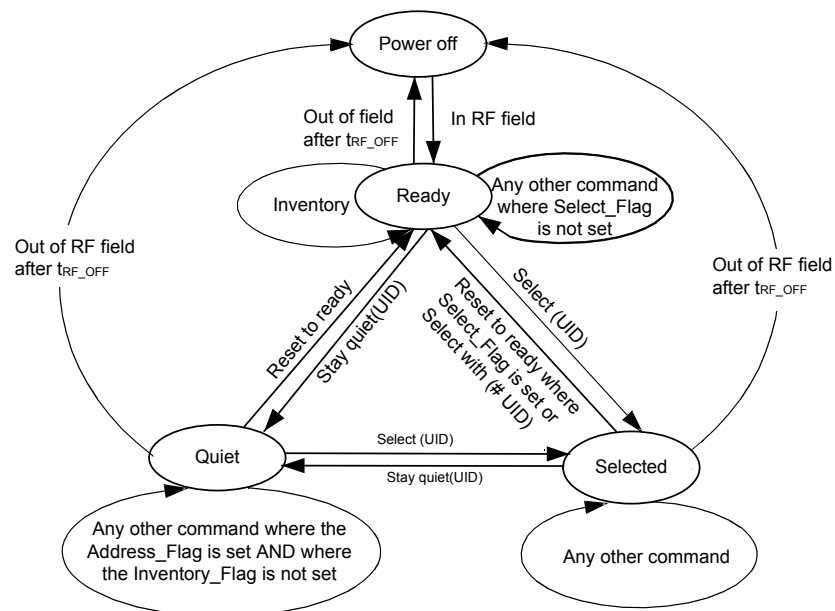 Power off
Out of field
after tRF_OFF
In RF field
Inventory
Ready
Any other command
where Select_Flag
is not set
Out of RF field
after tRF_OFF
Out of RF field
after tRF_OFF
Reset to ready
Stay quiet(UID)
Select (UID)
Reset to ready where
Select_Flag is set or
Select with (# UID)
Quiet
Select (UID)
Stay quiet(UID)
Selected
Any other command where the
Address_Flag is set AND where
the Inventory_Flag is not set
Any other command